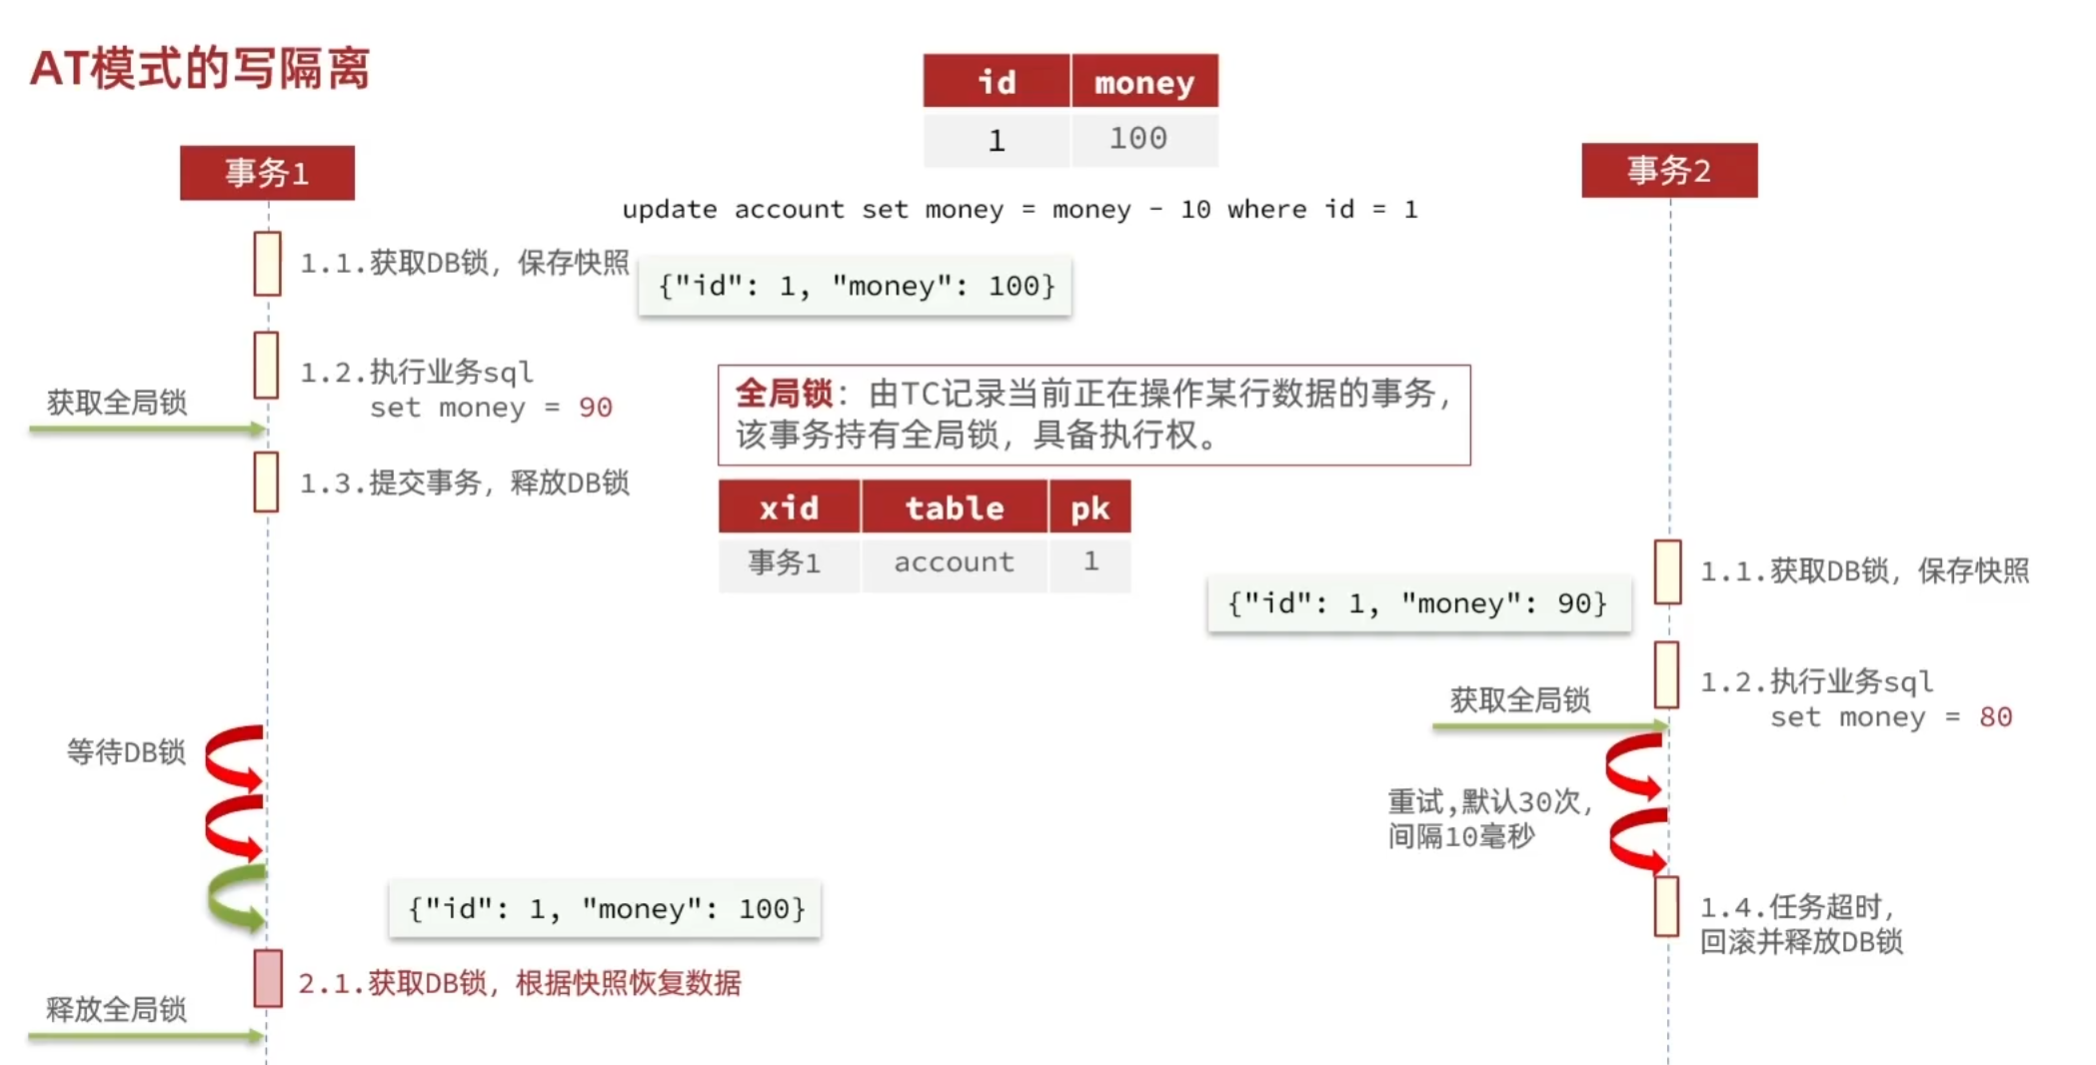 AT模式的写隔离
id money
1 100
事务1
事务2
update account set money = money - 10 where id = 1
1.1.获取DB锁，保存快照
{"id": 1, "money": 100}
1.2.执行业务sql
set money = 90
获取全局锁
1.3.提交事务，释放DB锁
全局锁：由TC记录当前正在操作某行数据的事务，
该事务持有全局锁，具备执行权。
xid table pk
事务1 account 1
1.1.获取DB锁，保存快照
{"id": 1, "money": 90}
1.2.执行业务sql
set money = 80
获取全局锁
等待DB锁
重试,默认30次，
间隔10毫秒
1.4.任务超时，
回滚并释放DB锁
{"id": 1, "money": 100}
2.1.获取DB锁，根据快照恢复数据
释放全局锁